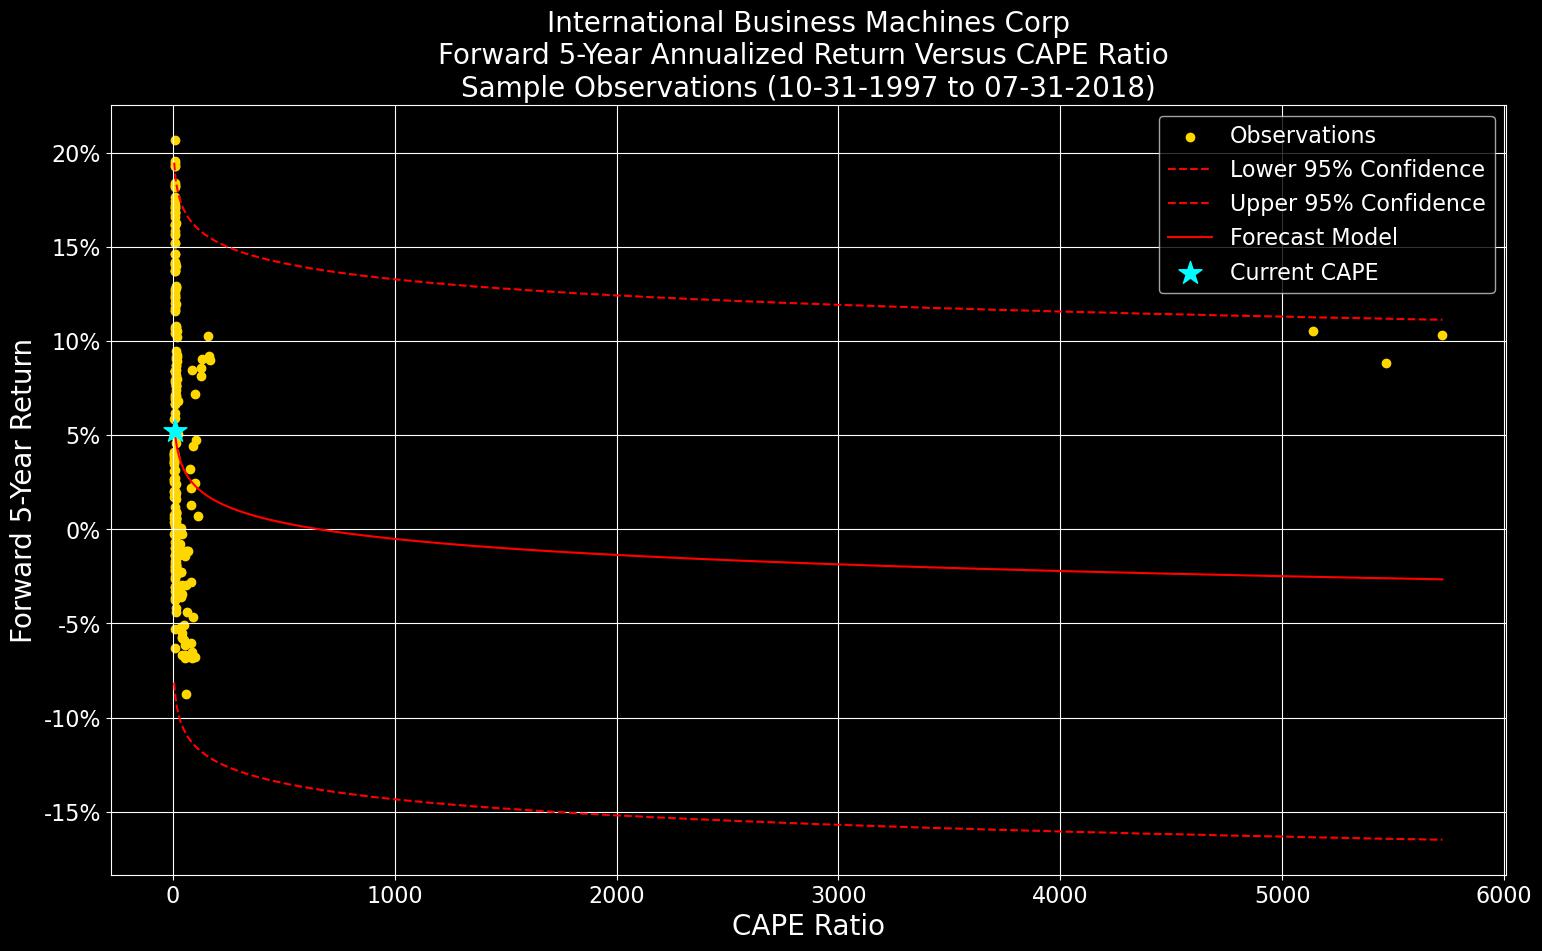 International Business Machines Corp
Forward 5-Year Annualized Return Versus CAPE Ratio
Sample Observations (10-31-1997 to 07-31-2018)
Observations
Lower 95% Confidence
Upper 95% Confidence
Forecast Model
Current CAPE
Forward 5-Year Return
20%
15%
10%
5%
0%
-5%
-10%
-15%
0 1000 2000 3000 4000 5000 6000
CAPE Ratio